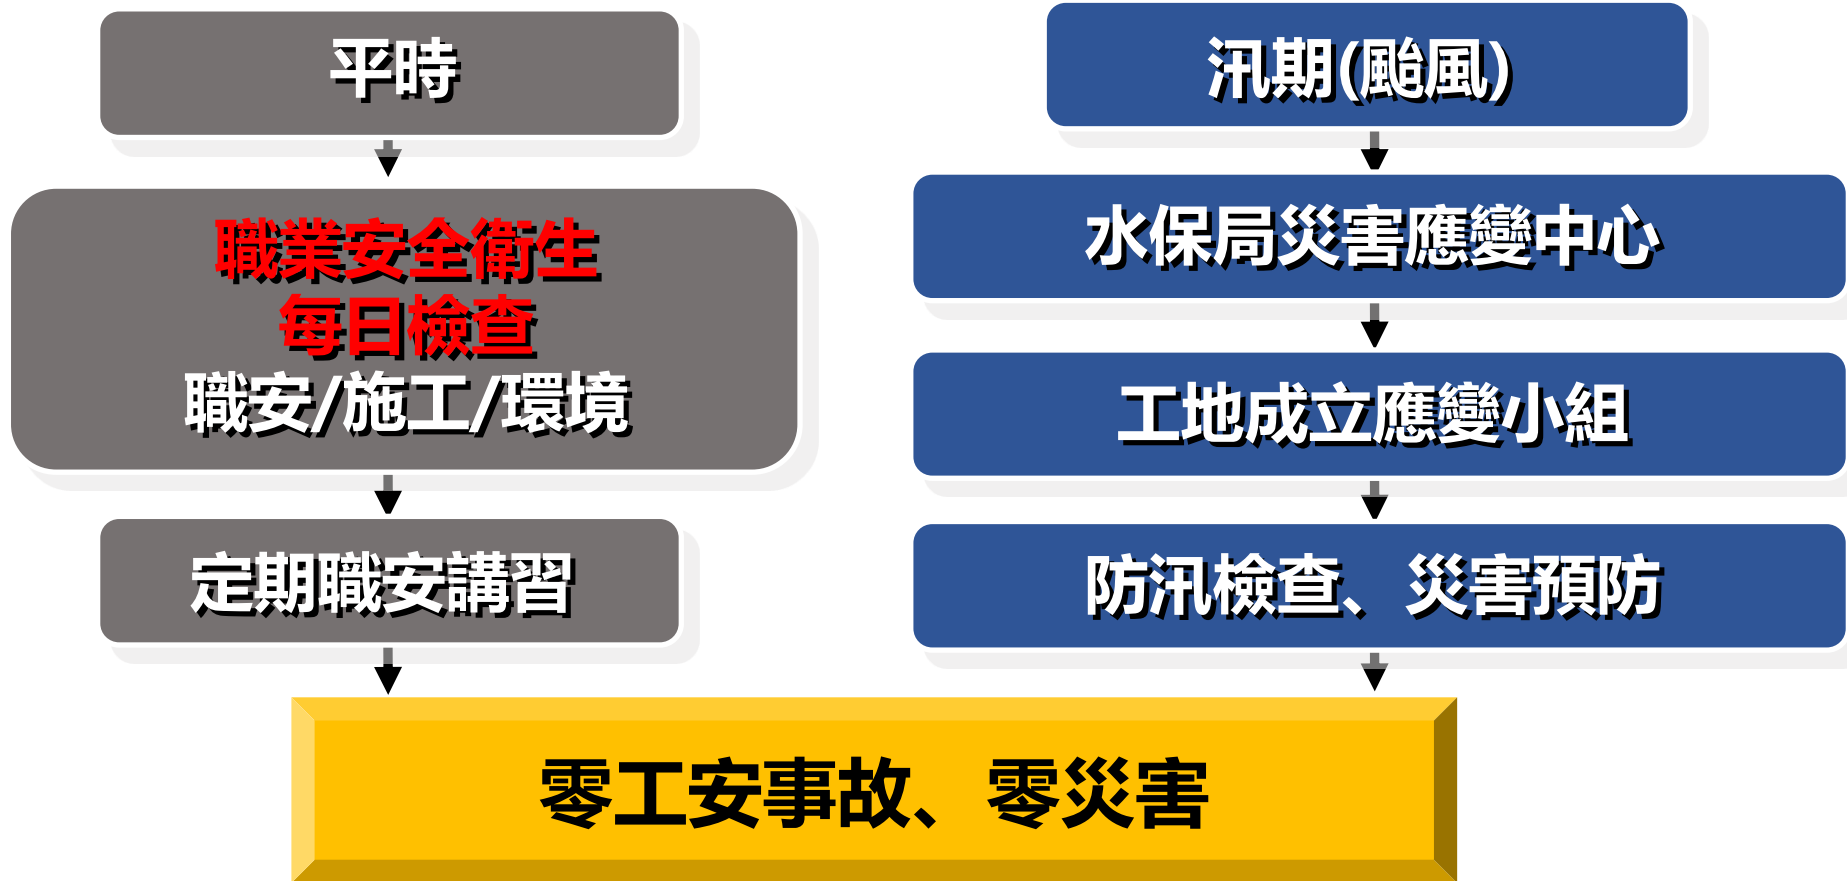 平時
職業安全衛生
每日檢查
職安/施工/環境
定期職安講習
汛期(颱風)
水保局災害應變中心
工地成立應變小組
防汛檢查、災害預防
零工安事故、零災害